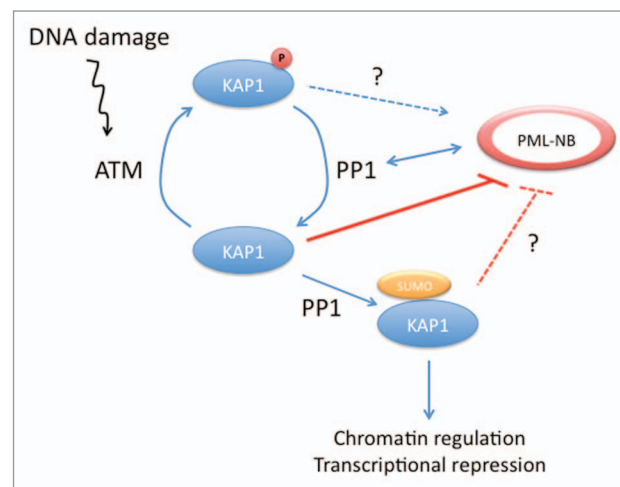 DNA damage
P
KAP1
?
ATM
PP1
PML-NB
KAP1
?
PP1
SUMO
KAP1
Chromatin regulation
Transcriptional repression